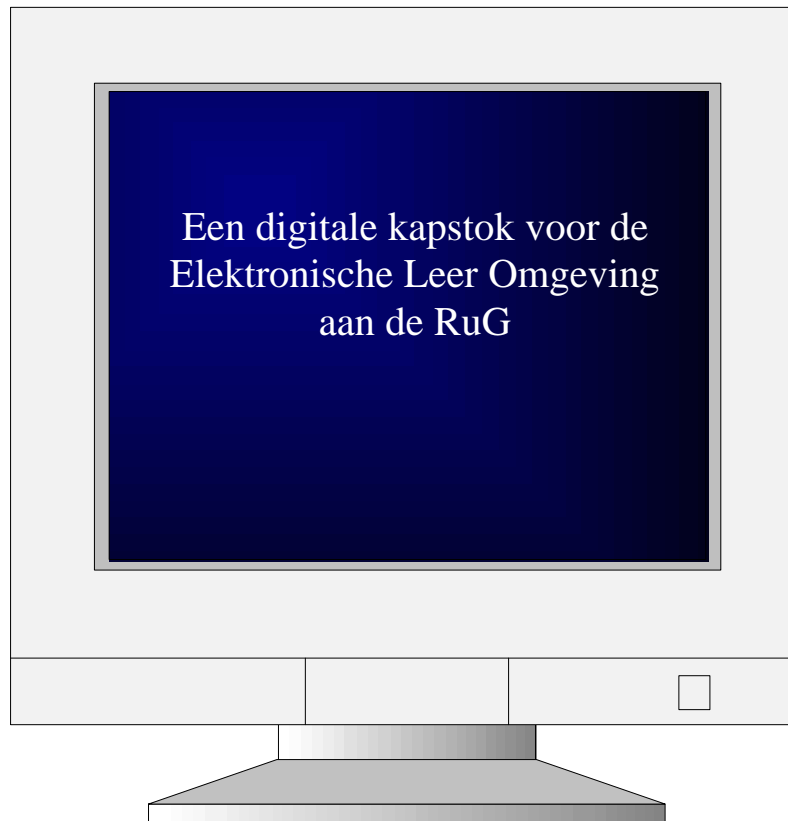 Een digitale kapstok voor de
Elektronische Leer Omgeving
aan de RuG